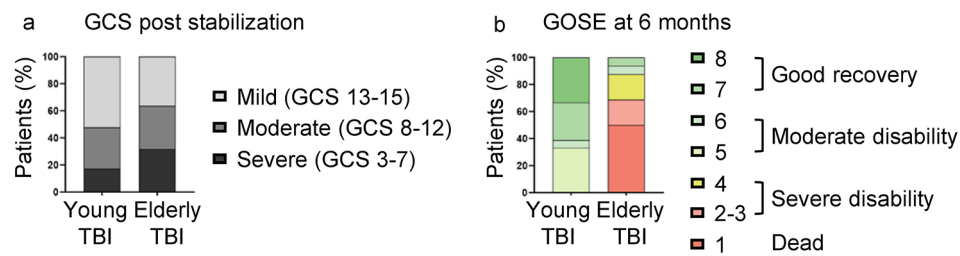 a GCS post stabilization
Patients (%)
100
80
60
40
20
0
Young TBI
Elderly TBI
Mild (GCS 13-15)
Moderate (GCS 8-12)
Severe (GCS 3-7)
b GOSE at 6 months
Patients (%)
100
80
60
40
20
0
Young TBI
Elderly TBI
8
7
Good recovery
6
5
Moderate disability
4
2-3
Severe disability
1 Dead